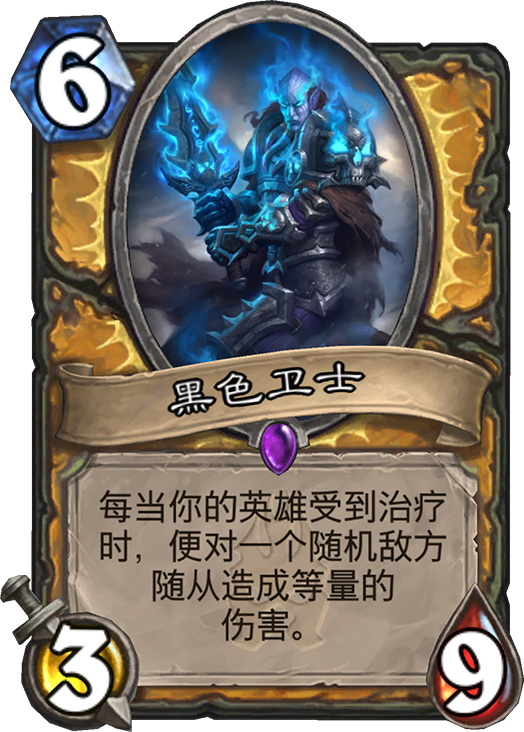 6
黑色卫士
每当你的英雄受到治疗
时，便对一个随机敌方
随从造成等量的
伤害。
3
9